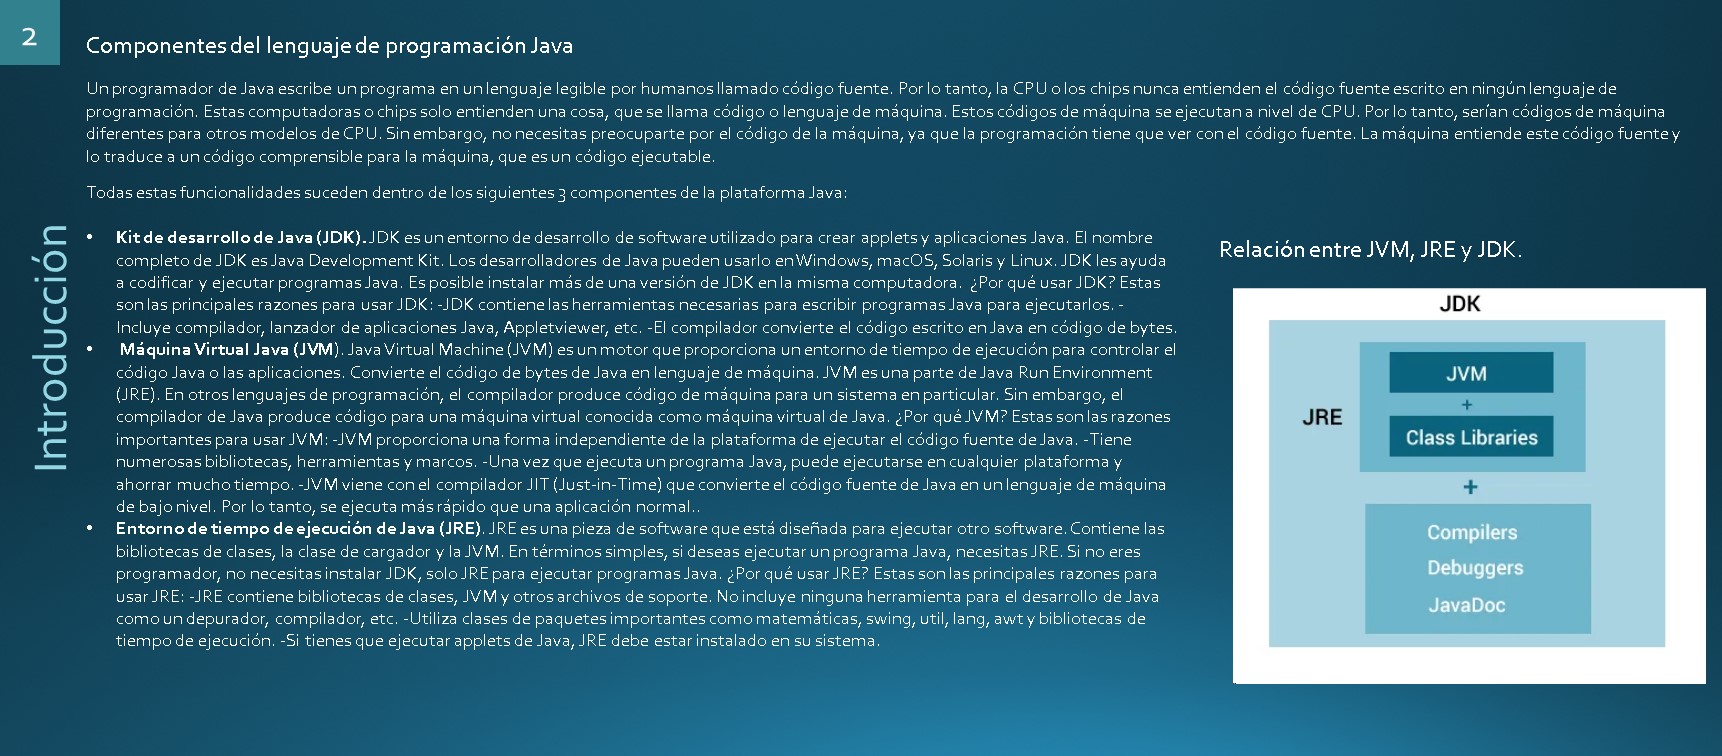 2
Componentes del lenguaje de programación Java
Un programador de Java escribe un programa en un lenguaje legible por humanos llamado código fuente. Por lo tanto, la CPU o los chips nunca entienden el código fuente escrito en ningún lenguaje de
programación. Estas computadoras o chips solo entienden una cosa, que se llama código o lenguaje de máquina. Estos códigos de máquina se ejecutan a nivel de CPU. Por lo tanto, serían códigos de máquina
diferentes para otros modelos de CPU. Sin embargo, no necesitas preocuparte por el código de la máquina, ya que la programación tiene que ver con el código fuente. La máquina entiende este código fuente y
lo traduce a un código comprensible para la máquina, que es un código ejecutable.
Todas estas funcionalidades suceden dentro de los siguientes 3 componentes de la plataforma Java:
Introducción
• Kit de desarrollo de Java (JDK). JDK es un entorno de desarrollo de software utilizado para crear applets y aplicaciones Java. El nombre
completo de JDK es Java Development Kit. Los desarrolladores de Java pueden usarlo en Windows, macOS, Solaris y Linux. JDK les ayuda
a codificar y ejecutar programas Java. Es posible instalar más de una versión de JDK en la misma computadora. ¿Por qué usar JDK? Estas
son las principales razones para usar JDK: -JDK contiene las herramientas necesarias para escribir programas Java para ejecutarlos. -
Incluye compilador, lanzador de aplicaciones Java, Appletviewer, etc. -El compilador convierte el código escrito en Java en código de bytes.
• Máquina Virtual Java (JVM). Java Virtual Machine (JVM) es un motor que proporciona un entorno de tiempo de ejecución para controlar el
código Java o las aplicaciones. Convierte el código de bytes de Java en lenguaje de máquina. JVM es una parte de Java Run Environment
(JRE). En otros lenguajes de programación, el compilador produce código de máquina para un sistema en particular. Sin embargo, el
compilador de Java produce código para una máquina virtual conocida como máquina virtual de Java. ¿Por qué JVM? Estas son las razones
importantes para usar JVM: -JVM proporciona una forma independiente de la plataforma de ejecutar el código fuente de Java. -Tiene
numerosas bibliotecas, herramientas y marcos. -Una vez que ejecuta un programa Java, puede ejecutarse en cualquier plataforma y
ahorrar mucho tiempo. -JVM viene con el compilador JIT (Just-in-Time) que convierte el código fuente de Java en un lenguaje de máquina
de bajo nivel. Por lo tanto, se ejecuta más rápido que una aplicación normal..
• Entorno de tiempo de ejecución de Java (JRE). JRE es una pieza de software que está diseñada para ejecutar otro software. Contiene las
bibliotecas de clases, la clase de cargador y la JVM. En términos simples, si deseas ejecutar un programa Java, necesitas JRE. Si no eres
programador, no necesitas instalar JDK, solo JRE para ejecutar programas Java. ¿Por qué usar JRE? Estas son las principales razones para
usar JRE: -JRE contiene bibliotecas de clases, JVM y otros archivos de soporte. No incluye ninguna herramienta para el desarrollo de Java
como un depurador, compilador, etc. -Utiliza clases de paquetes importantes como matemáticas, swing, util, lang, awt y bibliotecas de
tiempo de ejecución. -Si tienes que ejecutar applets de Java, JRE debe estar instalado en su sistema.
Relación entre JVM, JRE y JDK.
JDK
JVM
+
JRE
Class Libraries
+
Compilers
Debuggers
JavaDoc